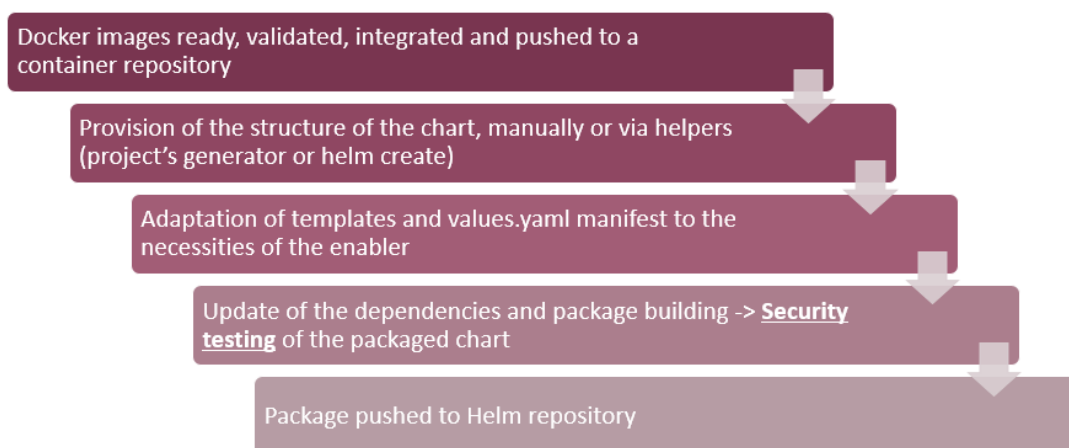 Docker images ready, validated, integrated and pushed to a
container repository
Provision of the structure of the chart, manually or via helpers
(project's generator or helm create)
Adaptation of templates and values.yaml manifest to the
necessities of the enabler
Update of the dependencies and package building -> Security
testing of the packaged chart
Package pushed to Helm repository